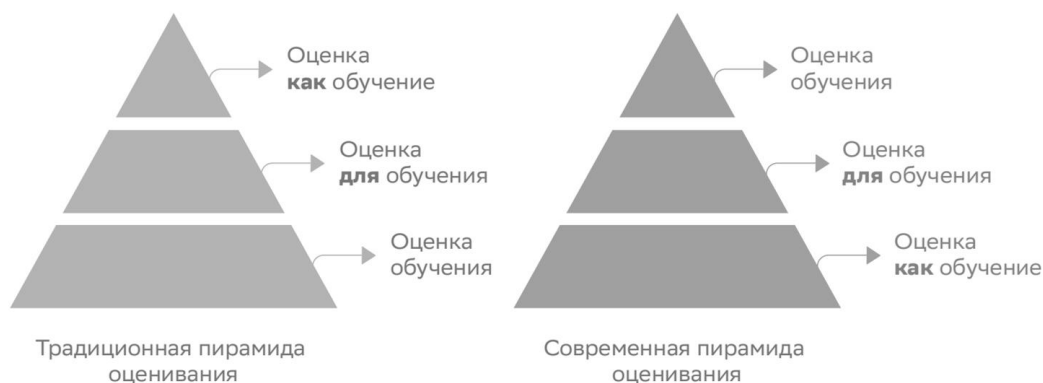 Оценка
как обучение
Оценка
для обучения
Оценка
обучения
Традиционная пирамида
оценивания
Оценка
обучения
Оценка
для обучения
Оценка
как обучение
Современная пирамида
оценивания